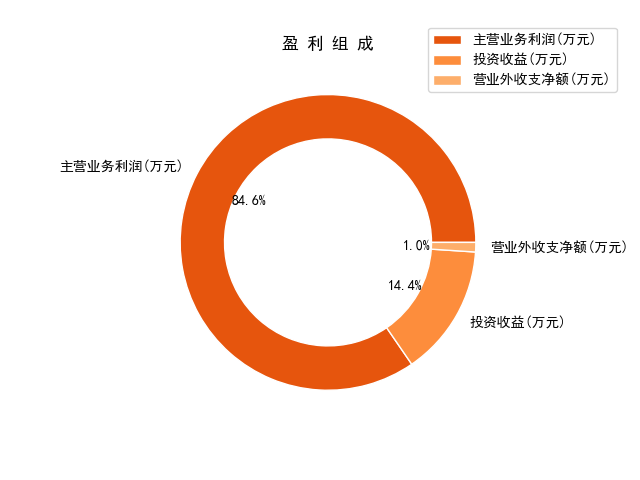 盈 利 组 成
主营业务利润(万元)
投资收益(万元)
营业外收支净额(万元)
主营业务利润(万元)
84.6%
1.0%
营业外收支净额(万元)
14.4%
投资收益(万元)